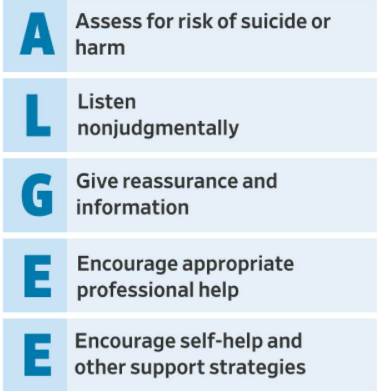 A
Assess for risk of suicide or
harm
L
Listen
nonjudgmentally
G
Give reassurance and
information
E
Encourage appropriate
professional help
E
Encourage self-help and
other support strategies